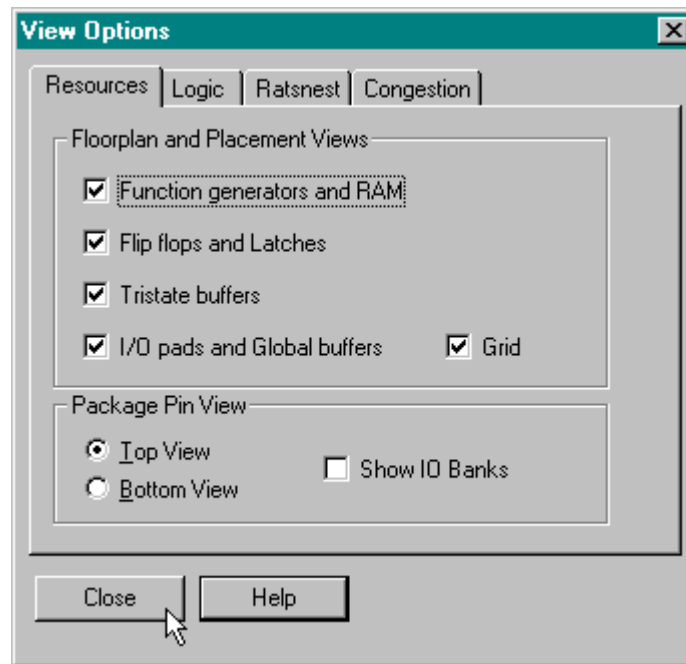 View Options
Resources Logic Ratsnest Congestion
Floorplan and Placement Views
Function generators and RAM
Flip flops and Latches
Tristate buffers
I/O pads and Global buffers Grid
Package Pin View
Top View
Show IO Banks
Bottom View
Close Help